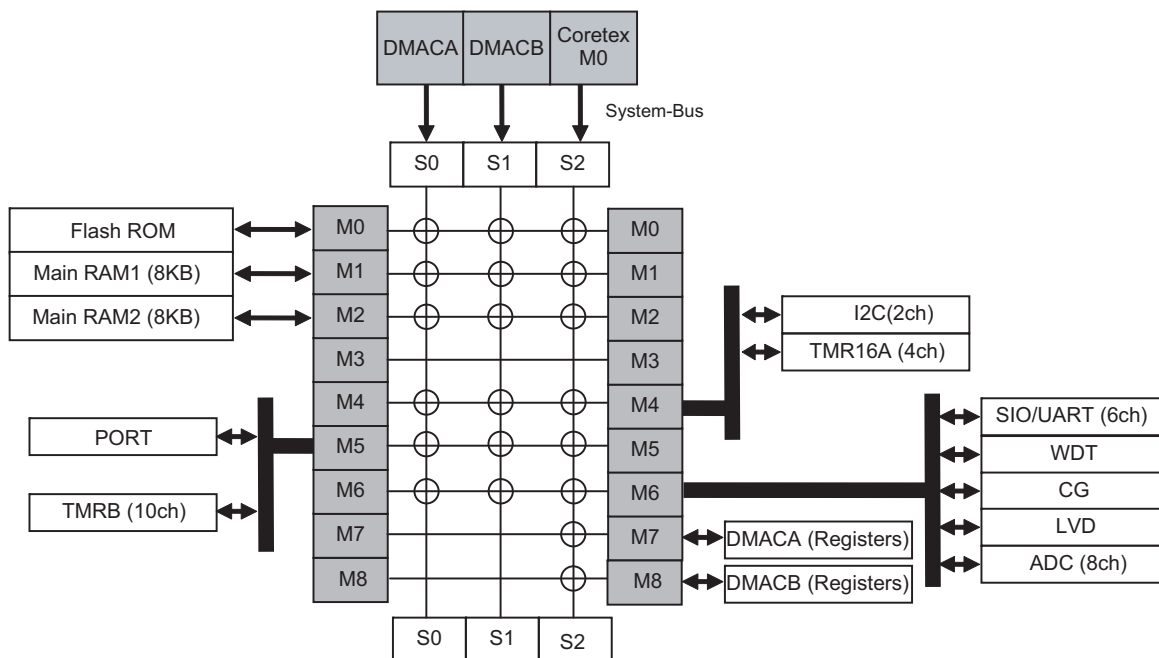 DMACA
DMACB
Coretex
M0
System-Bus
S0
S1
S2
Flash ROM
Main RAM1 (8KB)
Main RAM2 (8KB)
PORT
TMRB (10ch)
M0
M1
M2
M3
M4
M5
M6
M7
M8
M0
M1
M2
M3
M4
M5
M6
M7
M8
I2C(2ch)
TMR16A (4ch)
SIO/UART (6ch)
WDT
CG
LVD
ADC (8ch)
DMACA (Registers)
DMACB (Registers)
S0
S1
S2